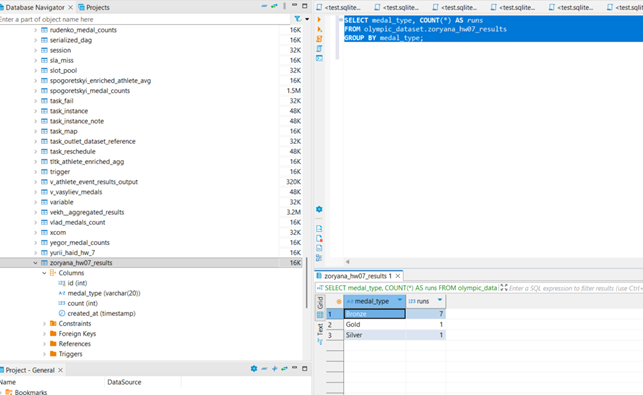 Database Navigator
Projects
Enter a part of object name here
rudenko_medal_counts 16K
serialized_dag 16K
session 32K
sla_miss 16K
slot_pool 32K
spogoretskyi_enriched_athlete_avg 16K
spogoretskyi_medal_counts 1.5M
task_fail 32K
task_instance 48K
task_instance_note 48K
task_map 16K
task_outlet_dataset_reference 32K
task_reschedule 48K
titk_athlete_enriched_agg 16K
trigger 16K
v_athlete_event_results_output 320K
v_vasyliev_medals 48K
variable 32K
vekh__aggregated_results 3.2M
vlad_medals_count 16K
xcom 32K
yegor_medal_counts 16K
yurii_haid_hw_7 16K
zoryana_hw07_results 16K
Columns
id (int)
medal_type (varchar(20))
count (int)
created_at (timestamp)
Constraints
Foreign Keys
References
Triggers
Project - General
Name DataSource
Bookmarks
<test.sqlite <test.sqlite... <test.sqlite... <test.sqlite... <test.sqlite... <test.sqlit
SELECT medal_type, COUNT(*) AS runs
FROM olympic_dataset.zoryana_hw07_results
GROUP BY medal_type;
zoryana_hw07_results 1
SELECT medal_type, COUNT(*) AS runs FROM olympic_data
Enter a SQL expression to filter results (use Ctrl+
Grid
Text
medal_type runs
1 Bronze 7
2 Gold 1
3 Silver 1